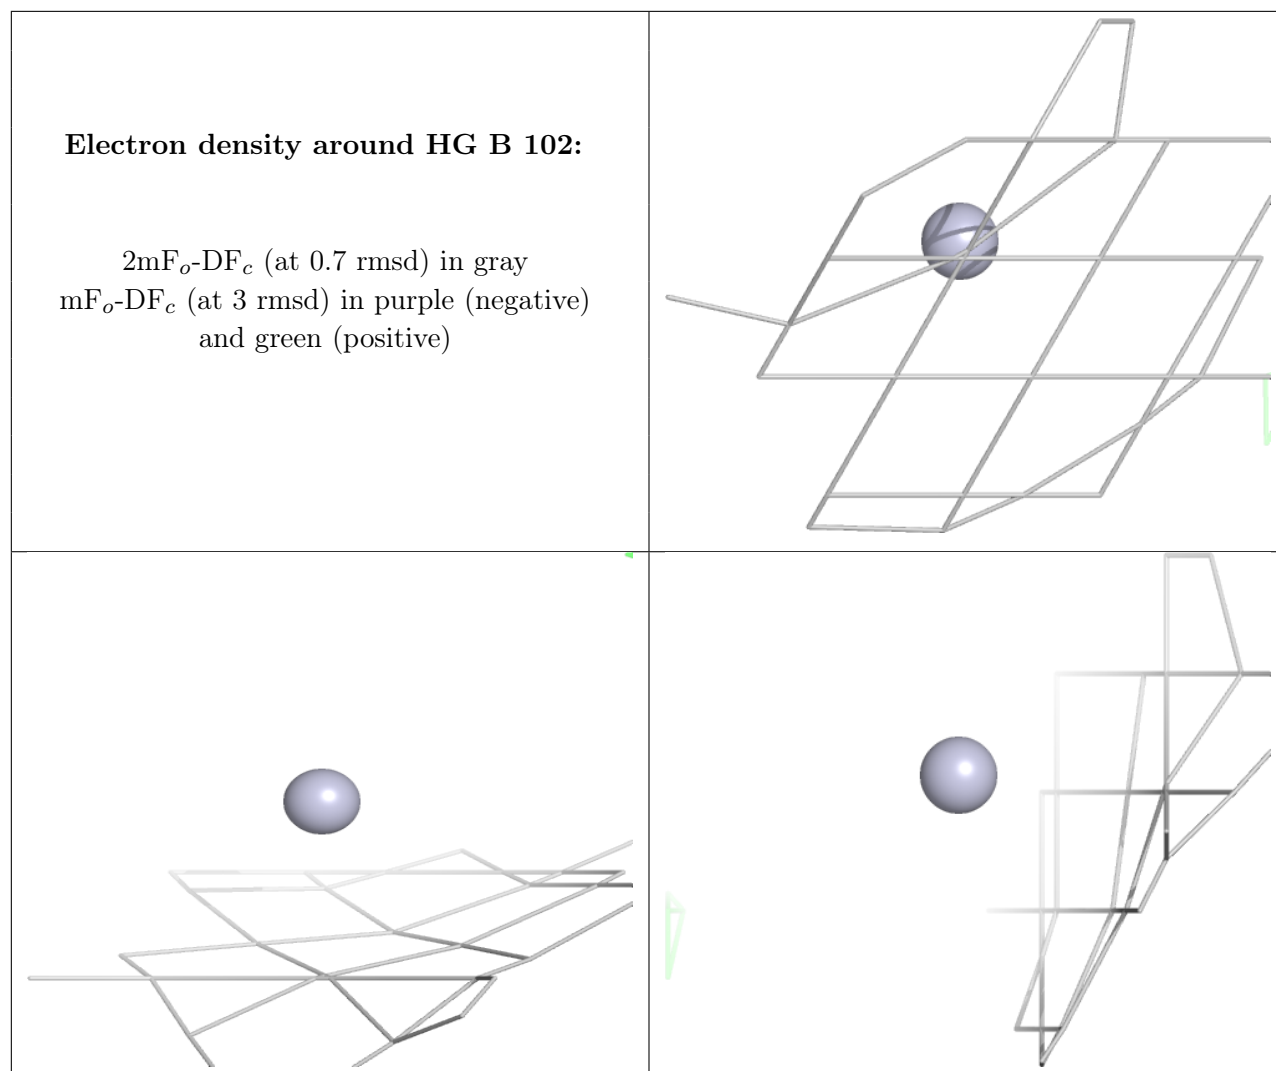 Electron density around HG B 102:
2mFo-DFc (at 0.7 rmsd) in gray
mFo-DFc (at 3 rmsd) in purple (negative)
and green (positive)